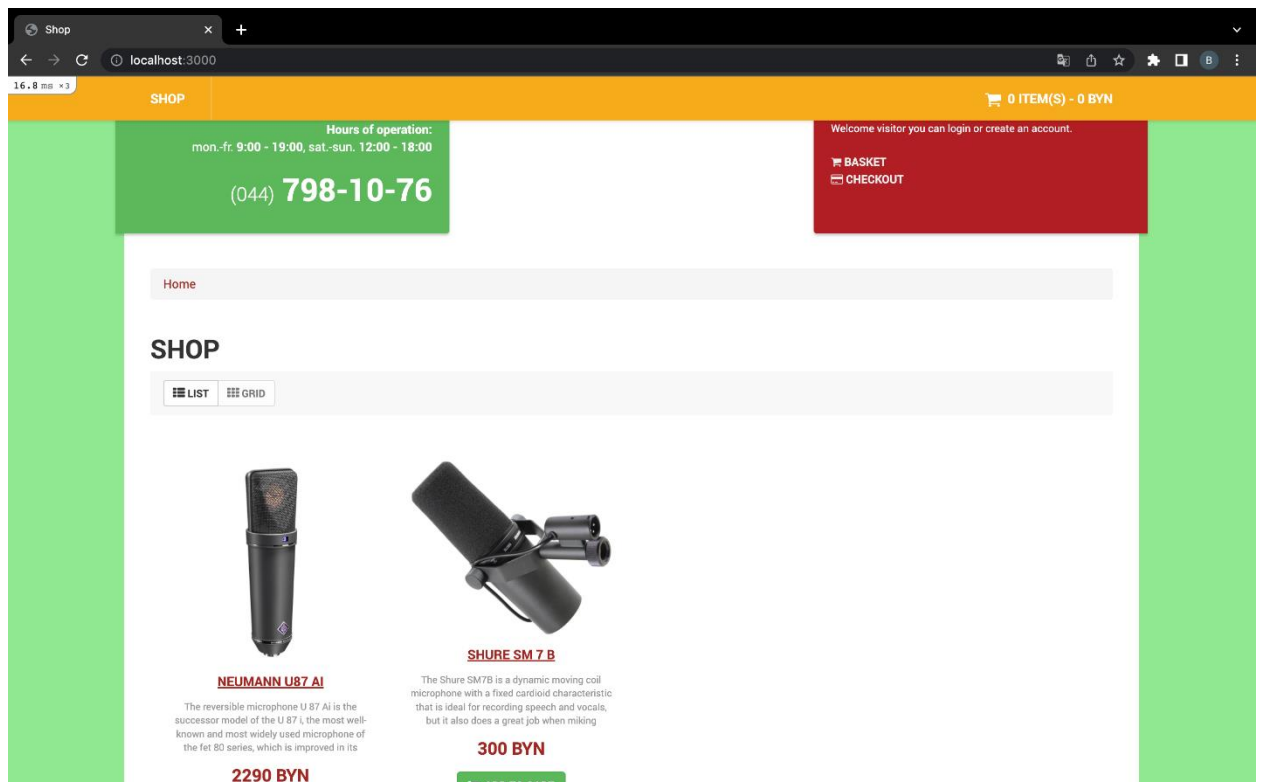 Shop
localhost:3000
16.8 ms ×3
SHOP
0 ITEM(S) - 0 BYN
Hours of operation:
mon.-fr. 9:00 - 19:00, sat.-sun. 12:00 - 18:00
(044) 798-10-76
Welcome visitor you can login or create an account.
BASKET
CHECKOUT
Home
SHOP
LIST GRID
NEUMANN U87 AI
The reversible microphone U 87 Ai is the
successor model of the U 87 i, the most well-
known and most widely used microphone of
the fet 80 series, which is improved in its
2290 BYN
SHURE SM 7 B
The Shure SM7B is a dynamic moving coil
microphone with a fixed cardioid characteristic
that is ideal for recording speech and vocals,
but it also does a great job when miking
300 BYN